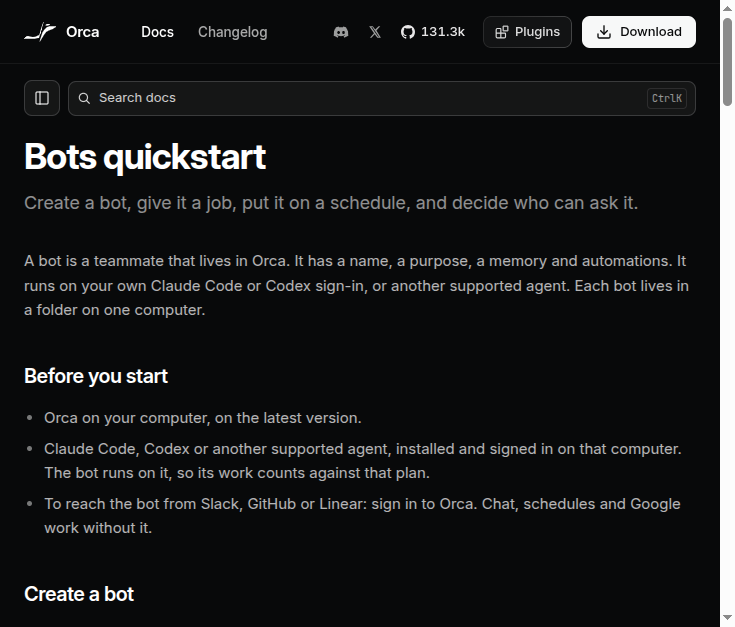 Orca
Docs
Changelog
131.3k
Plugins
Download
Search docs
CtrlK
Bots quickstart
Create a bot, give it a job, put it on a schedule, and decide who can ask it.
A bot is a teammate that lives in Orca. It has a name, a purpose, a memory and automations. It
runs on your own Claude Code or Codex sign-in, or another supported agent. Each bot lives in
a folder on one computer.
Before you start
Orca on your computer, on the latest version.
Claude Code, Codex or another supported agent, installed and signed in on that computer.
The bot runs on it, so its work counts against that plan.
To reach the bot from Slack, GitHub or Linear: sign in to Orca. Chat, schedules and Google
work without it.
Create a bot